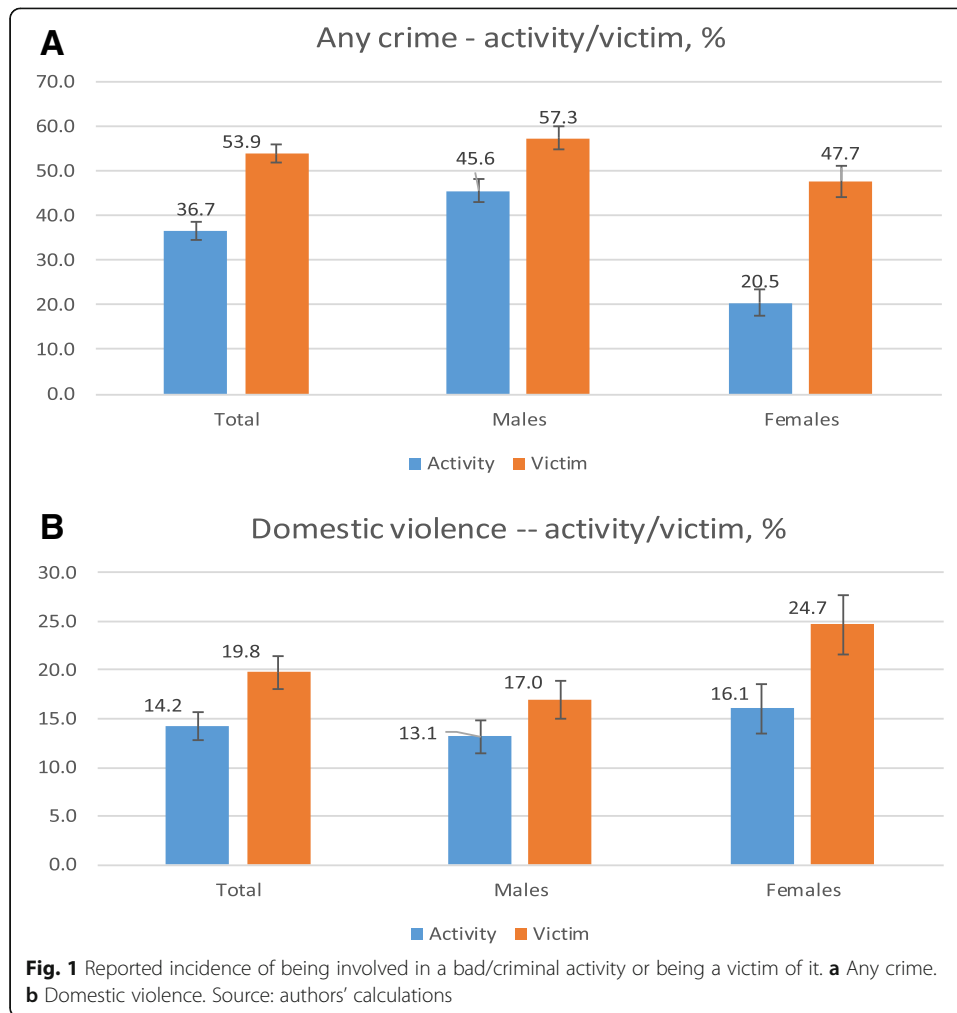 A
Any crime - activity/victim, %
70.0
60.0
50.0
40.0
30.0
20.0
10.0
0.0
36.7
53.9
45.6
57.3
20.5
47.7
Total Males Females
Activity Victim
B
Domestic violence -- activity/victim, %
30.0
25.0
20.0
15.0
10.0
5.0
0.0
14.2
19.8
13.1
17.0
16.1
24.7
Total Males Females
Activity Victim
Fig. 1 Reported incidence of being involved in a bad/criminal activity or being a victim of it. a Any crime.
b Domestic violence. Source: authors’ calculations